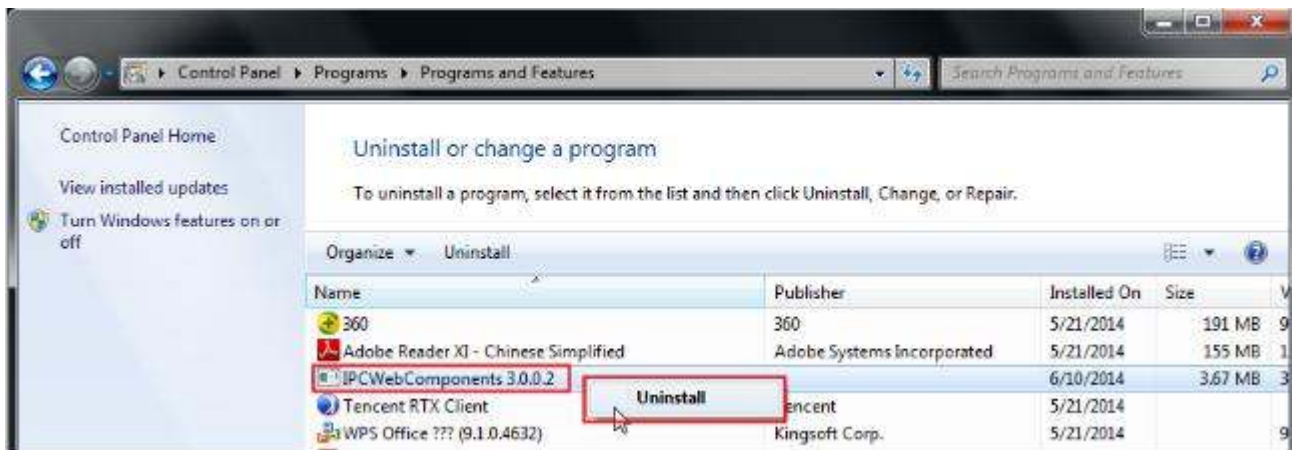 Control Panel ▸ Programs ▸ Programs and Features
Search Programs and Features
Control Panel Home
View installed updates
Turn Windows features on or
off
Uninstall or change a program
To uninstall a program, select it from the list and then click Uninstall, Change, or Repair.
Organize Uninstall
Name Publisher Installed On Size
360 360 5/21/2014 191 MB 9
Adobe Reader XI - Chinese Simplified Adobe Systems Incorporated 5/21/2014 155 MB 1
IPCWebComponents 3.0.0.2 6/10/2014 3.67 MB 3
Uninstall
Tencent RTX Client encent 5/21/2014
WPS Office ??? (9.1.0.4632) Kingsoft Corp. 5/21/2014 9